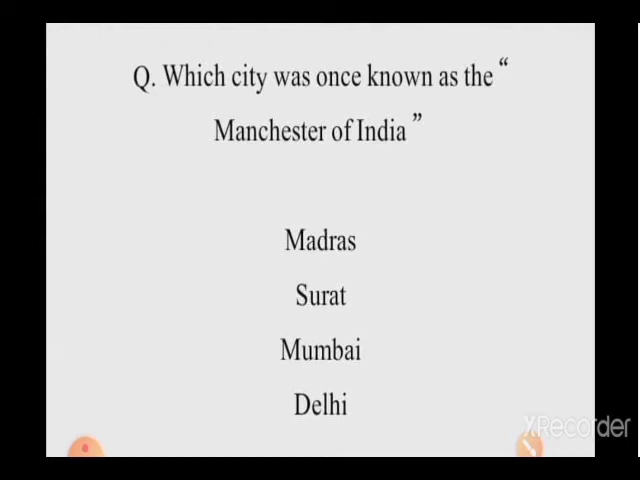 Q. Which city was once known as the “
Manchester of India ”
Madras
Surat
Mumbai
Delhi
XRecorder